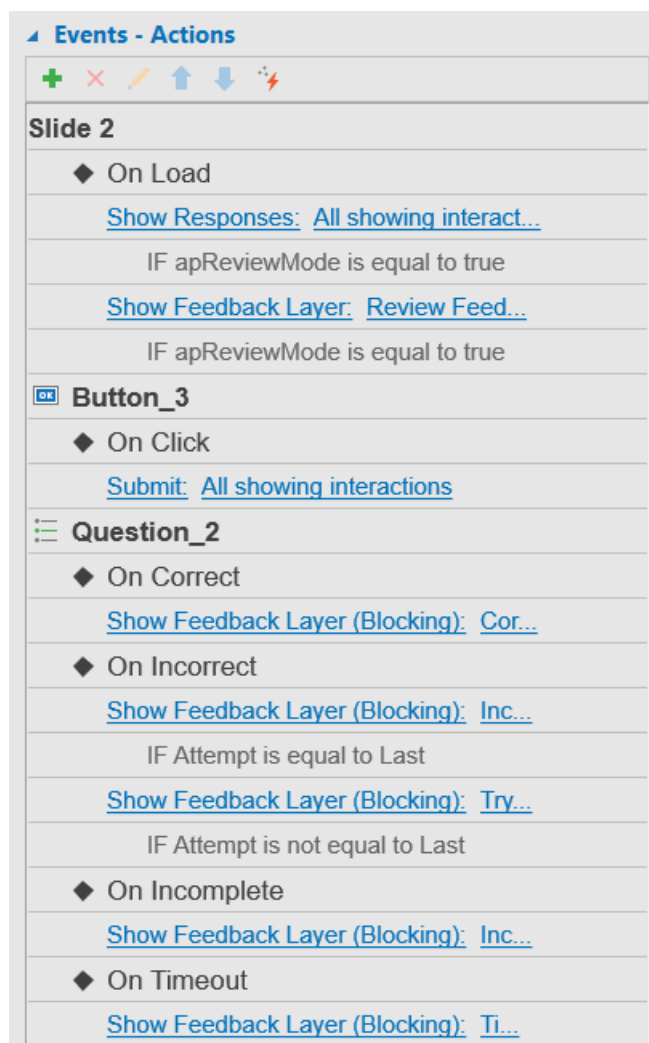 Events - Actions
Slide 2
On Load
Show Responses: All showing interact...
IF apReviewMode is equal to true
Show Feedback Layer: Review Feed...
IF apReviewMode is equal to true
OK Button_3
On Click
Submit: All showing interactions
Question_2
On Correct
Show Feedback Layer (Blocking): Cor...
On Incorrect
Show Feedback Layer (Blocking): Inc...
IF Attempt is equal to Last
Show Feedback Layer (Blocking): Try...
IF Attempt is not equal to Last
On Incomplete
Show Feedback Layer (Blocking): Inc...
On Timeout
Show Feedback Layer (Blocking): Ti...